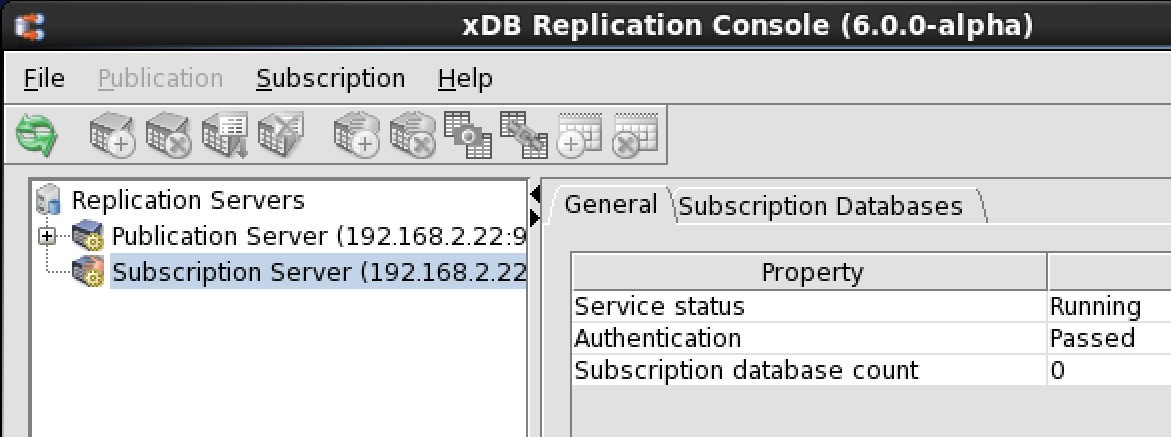 xDB Replication Console (6.0.0-alpha)
File Publication Subscription Help
Replication Servers
Publication Server (192.168.2.22:9
Subscription Server (192.168.2.22
General Subscription Databases
Property
Service status Running
Authentication Passed
Subscription database count 0